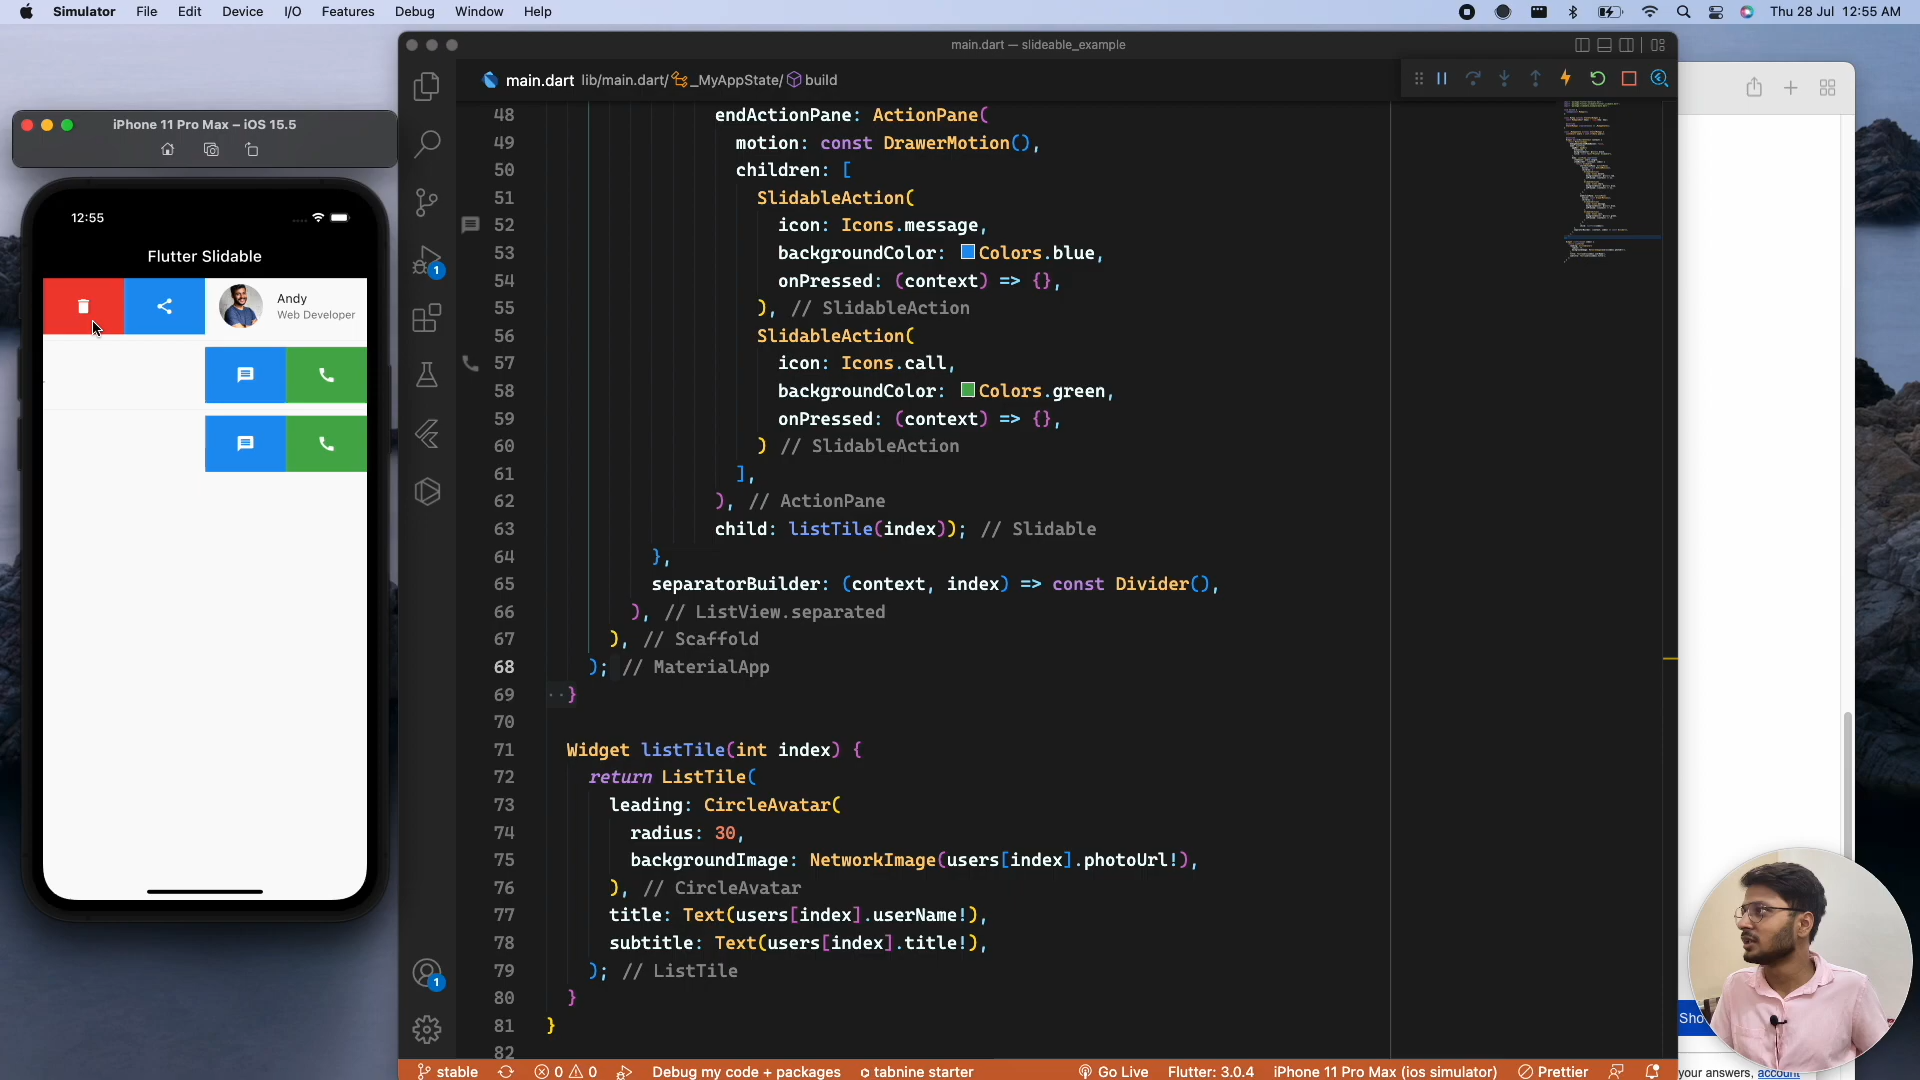 Simulator File Edit Device I/O Features Debug Window Help Thu 28 Jul 12:55 AM
main.dart — slideable_example
main.dart lib/main.dart/ _MyAppState/ build
iPhone 11 Pro Max – iOS 15.5
12:55
Flutter Slidable
Andy
Web Developer
48 endActionPane: ActionPane(
49 motion: const DrawerMotion(),
50 children: [
51 SlidableAction(
52 icon: Icons.message,
53 backgroundColor: Colors.blue,
54 onPressed: (context) => {},
55 ), // SlidableAction
56 SlidableAction(
57 icon: Icons.call,
58 backgroundColor: Colors.green,
59 onPressed: (context) => {},
60 ) // SlidableAction
61 ],
62 ), // ActionPane
63 child: listTile(index)); // Slidable
64 },
65 separatorBuilder: (context, index) => const Divider(),
66 ), // ListView.separated
67 ), // Scaffold
68 ); // MaterialApp
69 ··}
70
71 Widget listTile(int index) {
72 return ListTile(
73 leading: CircleAvatar(
74 radius: 30,
75 backgroundImage: NetworkImage(users[index].photoUrl!),
76 ), // CircleAvatar
77 title: Text(users[index].userName!),
78 subtitle: Text(users[index].title!),
79 ); // ListTile
80 }
81 }
82
1
1
Sho
stable 0 0 Debug my code + packages tabnine starter Go Live Flutter: 3.0.4 iPhone 11 Pro Max (ios simulator) Prettier
your answers, account